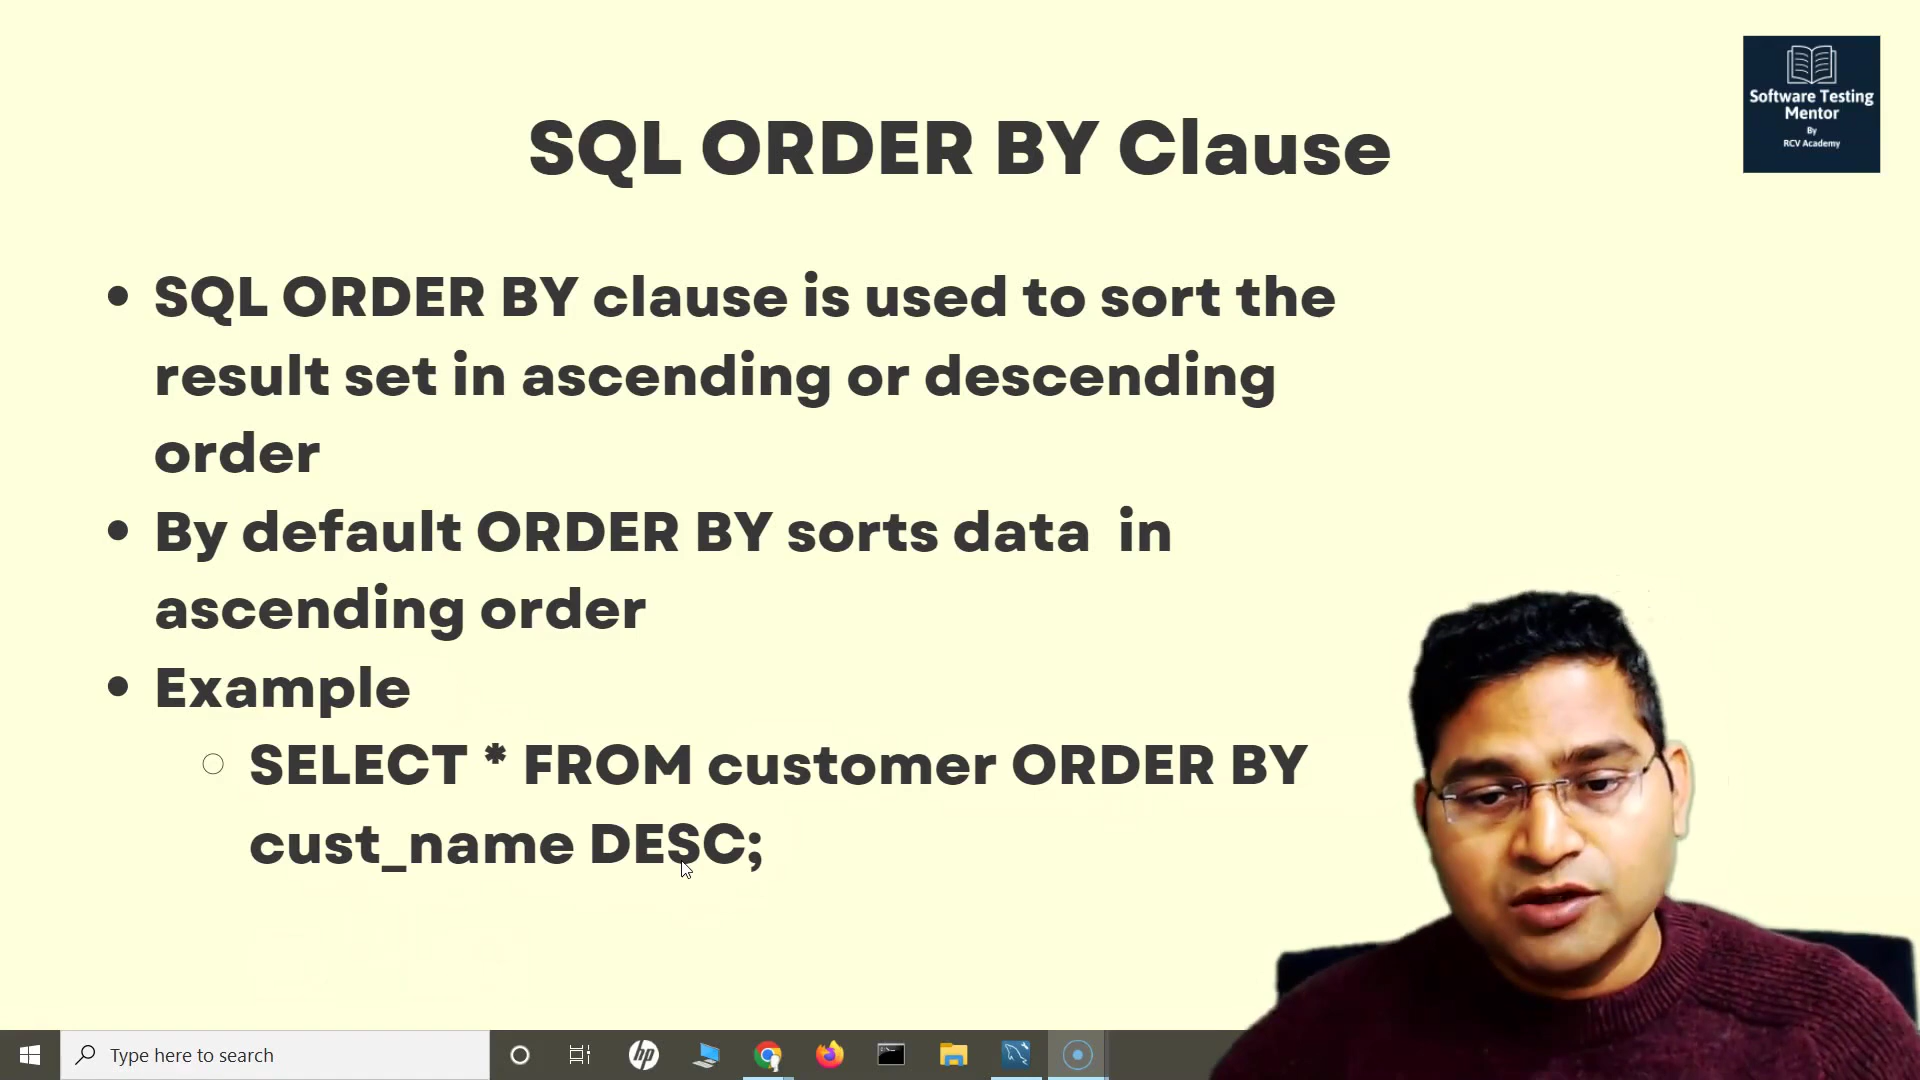 Software Testing
Mentor
By
RCV Academy
SQL ORDER BY Clause
SQL ORDER BY clause is used to sort the
result set in ascending or descending
order
By default ORDER BY sorts data in
ascending order
Example
SELECT * FROM customer ORDER BY
cust_name DESC;
Type here to search
hp